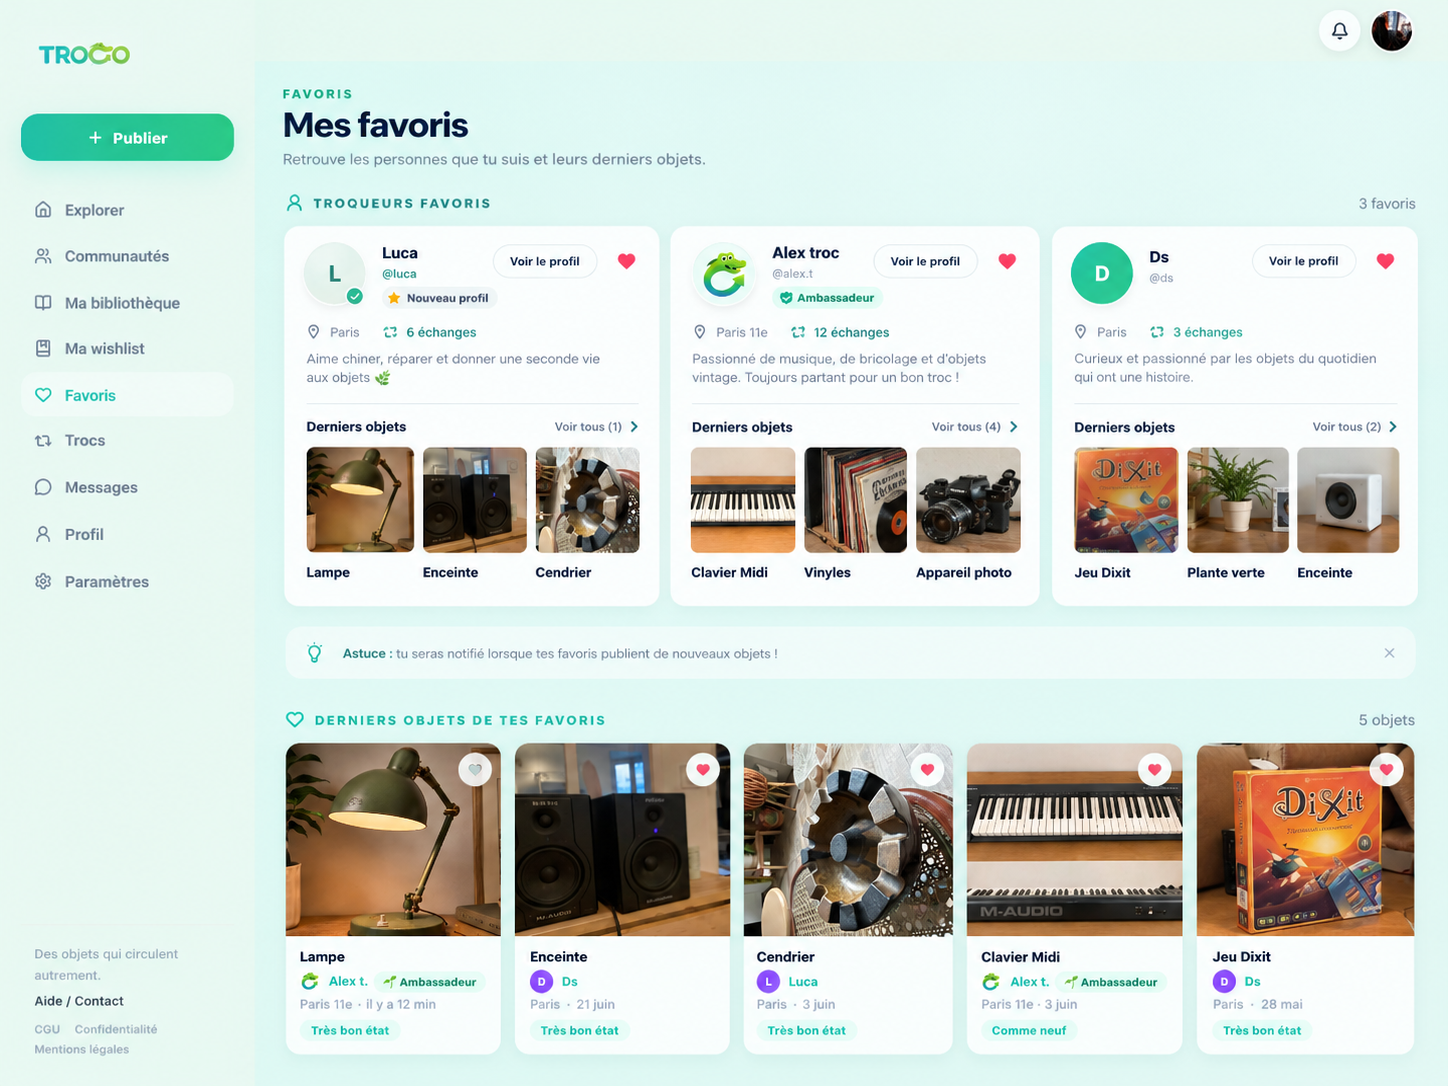 TROCO
+ Publier
Explorer
Communautés
Ma bibliothèque
Ma wishlist
Favoris
Trocs
Messages
Profil
Paramètres
Des objets qui circulent
autrement.
Aide / Contact
CGU Confidentialité
Mentions légales
FAVORIS
Mes favoris
Retrouve les personnes que tu suis et leurs derniers objets.
TROQUEURS FAVORIS
3 favoris
L
Luca
@luca
Nouveau profil
Voir le profil
Paris 6 échanges
Aime chiner, réparer et donner une seconde vie
aux objets 🌿
Derniers objets Voir tous (1)
Lampe Enceinte Cendrier
Alex troc
@alex.t
Ambassadeur
Voir le profil
Paris 11e 12 échanges
Passionné de musique, de bricolage et d'objets
vintage. Toujours partant pour un bon troc !
Derniers objets Voir tous (4)
Clavier Midi Vinyles Appareil photo
D
Ds
@ds
Voir le profil
Paris 3 échanges
Curieux et passionné par les objets du quotidien
qui ont une histoire.
Derniers objets Voir tous (2)
DiXit
Jeu Dixit Plante verte Enceinte
Astuce : tu seras notifié lorsque tes favoris publient de nouveaux objets !
DERNIERS OBJETS DE TES FAVORIS
5 objets
Lampe
Alex t. Ambassadeur
Paris 11e · il y a 12 min
Très bon état
M-AUDIO
Enceinte
D Ds
Paris · 21 juin
Très bon état
Cendrier
L Luca
Paris · 3 juin
Très bon état
M-AUDIO
Clavier Midi
Alex t. Ambassadeur
Paris 11e · 3 juin
Comme neuf
DiXit
Jeu Dixit
D Ds
Paris · 28 mai
Très bon état